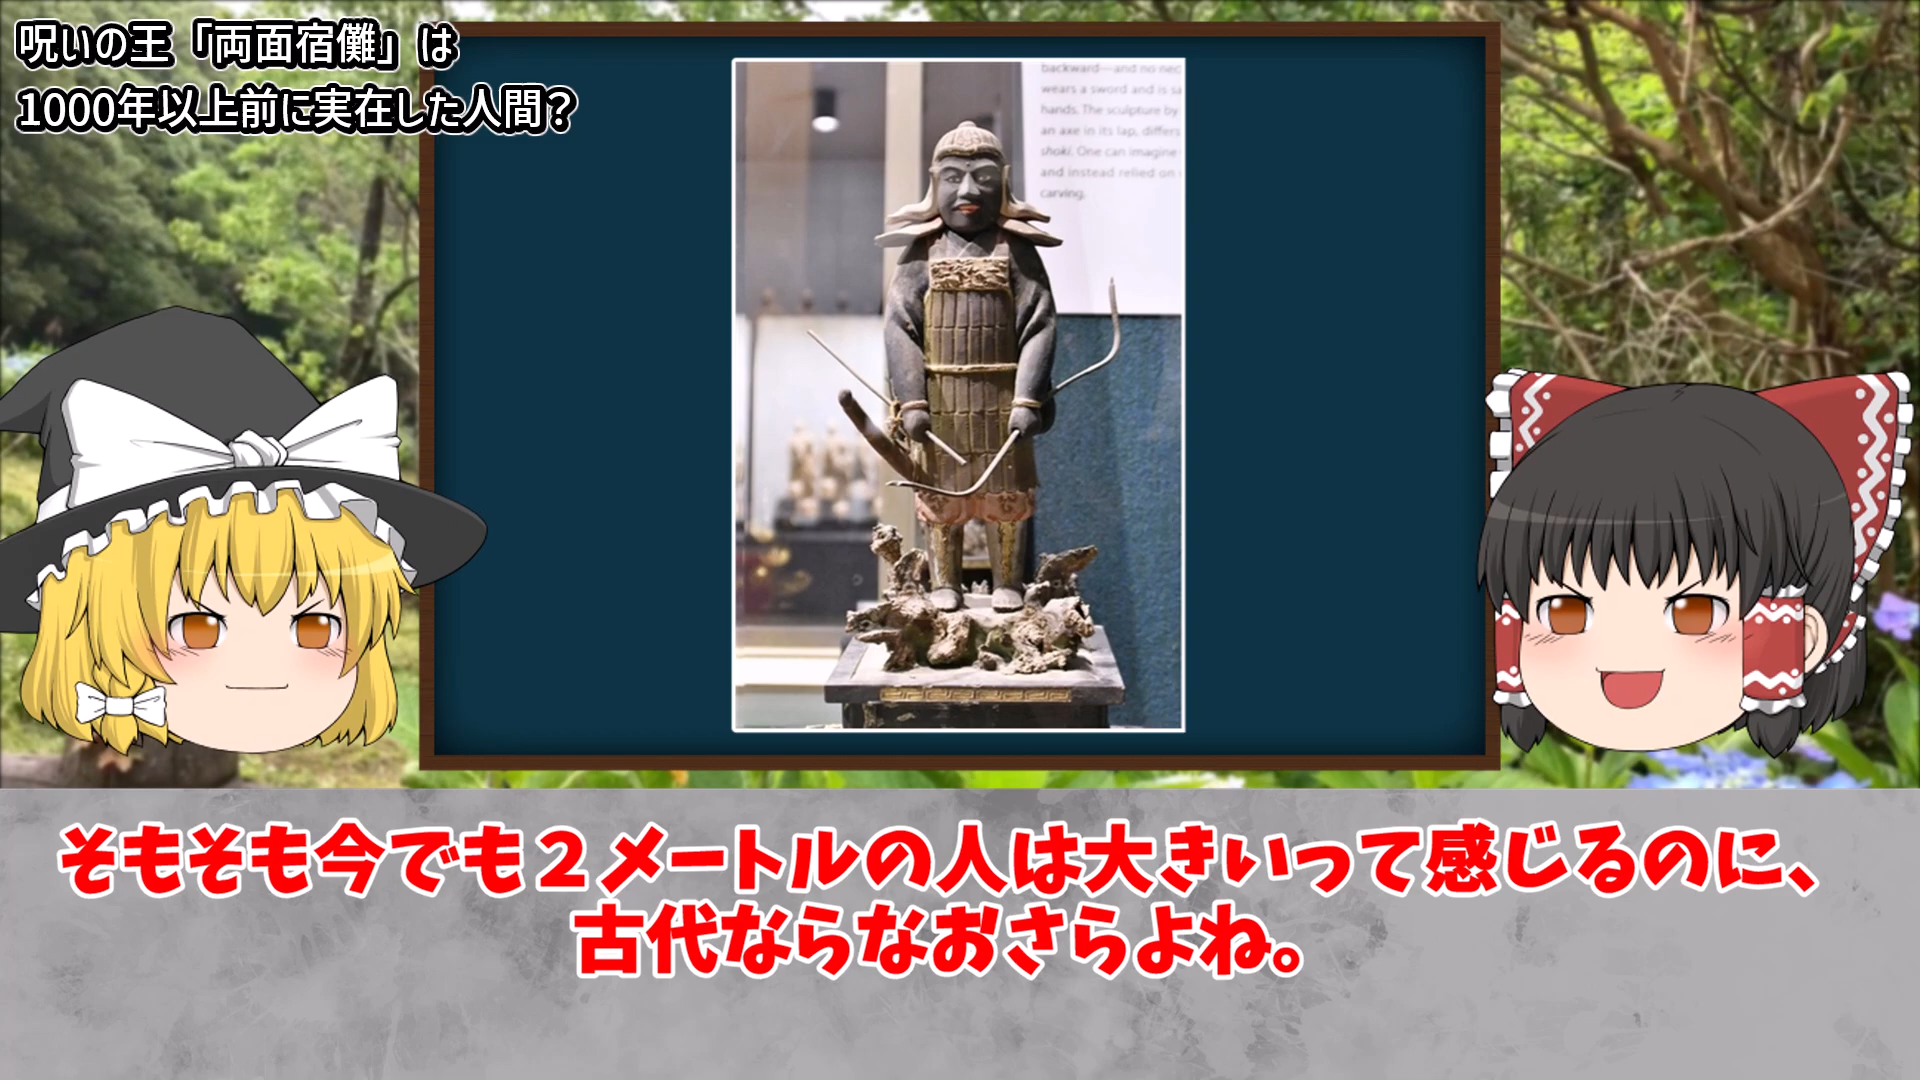 呪いの王「両面宿儺」は
1000年以上前に実在した人間？
backward—and no nec
wears a sword and is sa
hands. The sculpture by
an axe in its lap, differs
shoki. One can imagine
and instead relied on
carving.
そもそも今でも２メートルの人は大きいって感じるのに、
古代ならなおさらよね。